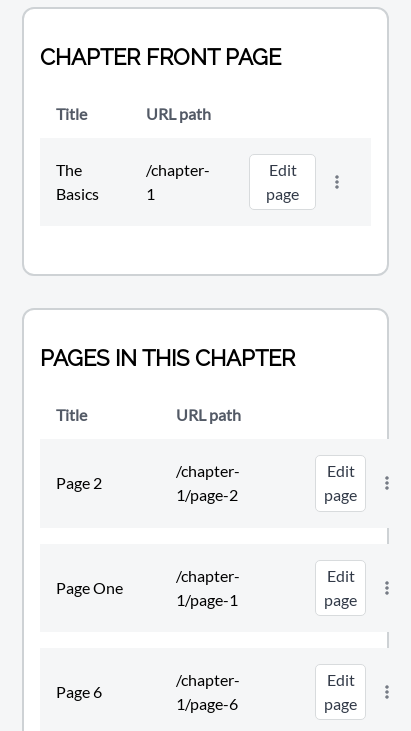 CHAPTER FRONT PAGE
Title URL path
The /chapter- Edit
Basics 1 page
PAGES IN THIS CHAPTER
Title URL path
Page 2 /chapter- Edit
1/page-2 page
Page One /chapter- Edit
1/page-1 page
Page 6 /chapter- Edit
1/page-6 page